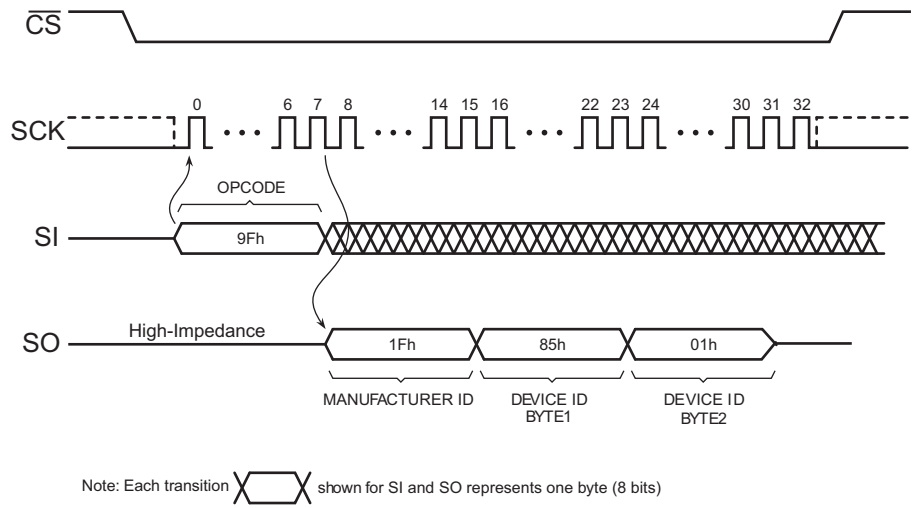 CS
0 6 7 8 14 15 16 22 23 24 30 31 32
SCK
OPCODE
SI
9Fh
High-Impedance
SO
1Fh 85h 01h
MANUFACTURER ID DEVICE ID DEVICE ID
BYTE1 BYTE2
Note: Each transition shown for SI and SO represents one byte (8 bits)